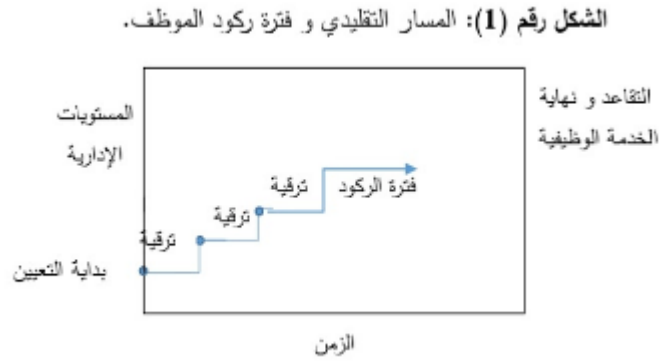 الشكل رقم (1): المسار التقليدي و فترة ركود الموظف.
التقاعد و نهاية
الخدمة الوظيفية
المستويات
الإدارية
ترقية
فترة الركود
ترقية
ترقية
بداية التعيين
الزمن